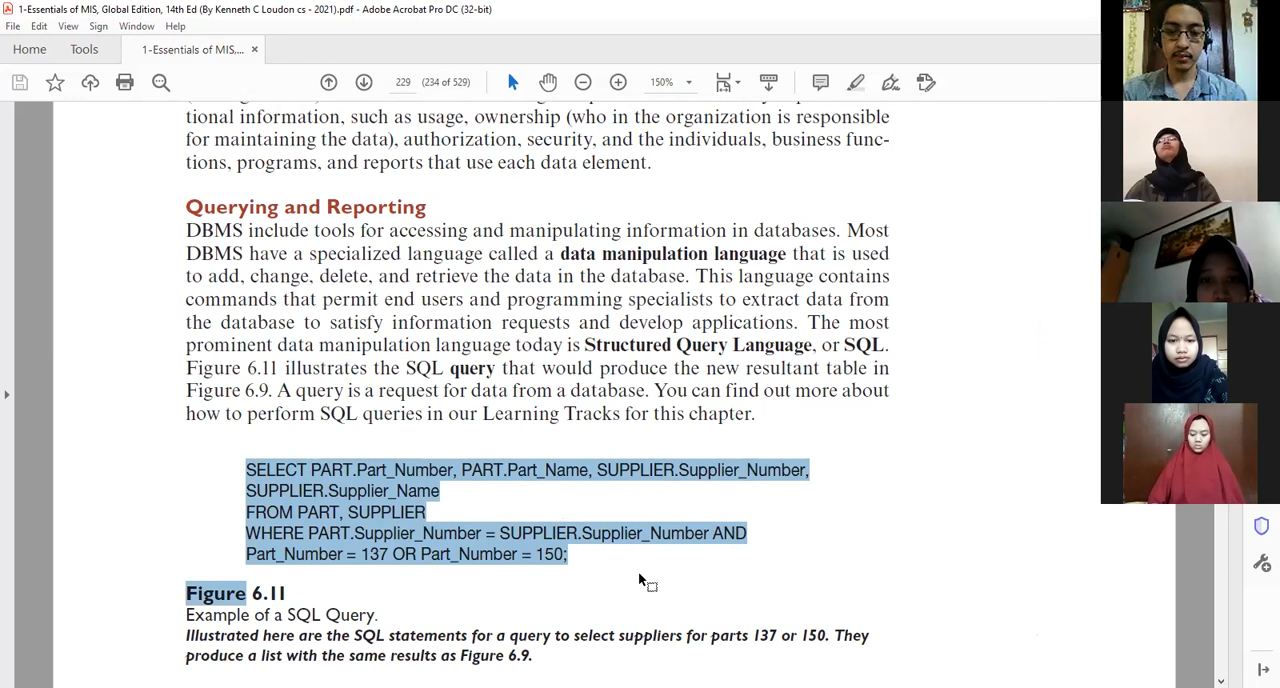 1-Essentials of MIS, Global Edition, 14th Ed (By Kenneth C Loudon cs - 2021).pdf - Adobe Acrobat Pro DC (32-bit)
File Edit View Sign Window Help
Home Tools 1-Essentials of MIS,... ×
229 (234 of 529) 150%
tional information, such as usage, ownership (who in the organization is responsible
for maintaining the data), authorization, security, and the individuals, business func-
tions, programs, and reports that use each data element.
Querying and Reporting
DBMS include tools for accessing and manipulating information in databases. Most
DBMS have a specialized language called a data manipulation language that is used
to add, change, delete, and retrieve the data in the database. This language contains
commands that permit end users and programming specialists to extract data from
the database to satisfy information requests and develop applications. The most
prominent data manipulation language today is Structured Query Language, or SQL.
Figure 6.11 illustrates the SQL query that would produce the new resultant table in
Figure 6.9. A query is a request for data from a database. You can find out more about
how to perform SQL queries in our Learning Tracks for this chapter.
SELECT PART.Part_Number, PART.Part_Name, SUPPLIER.Supplier_Number,
SUPPLIER.Supplier_Name
FROM PART, SUPPLIER
WHERE PART.Supplier_Number = SUPPLIER.Supplier_Number AND
Part_Number = 137 OR Part_Number = 150;
Figure 6.11
Example of a SQL Query.
Illustrated here are the SQL statements for a query to select suppliers for parts 137 or 150. They
produce a list with the same results as Figure 6.9.